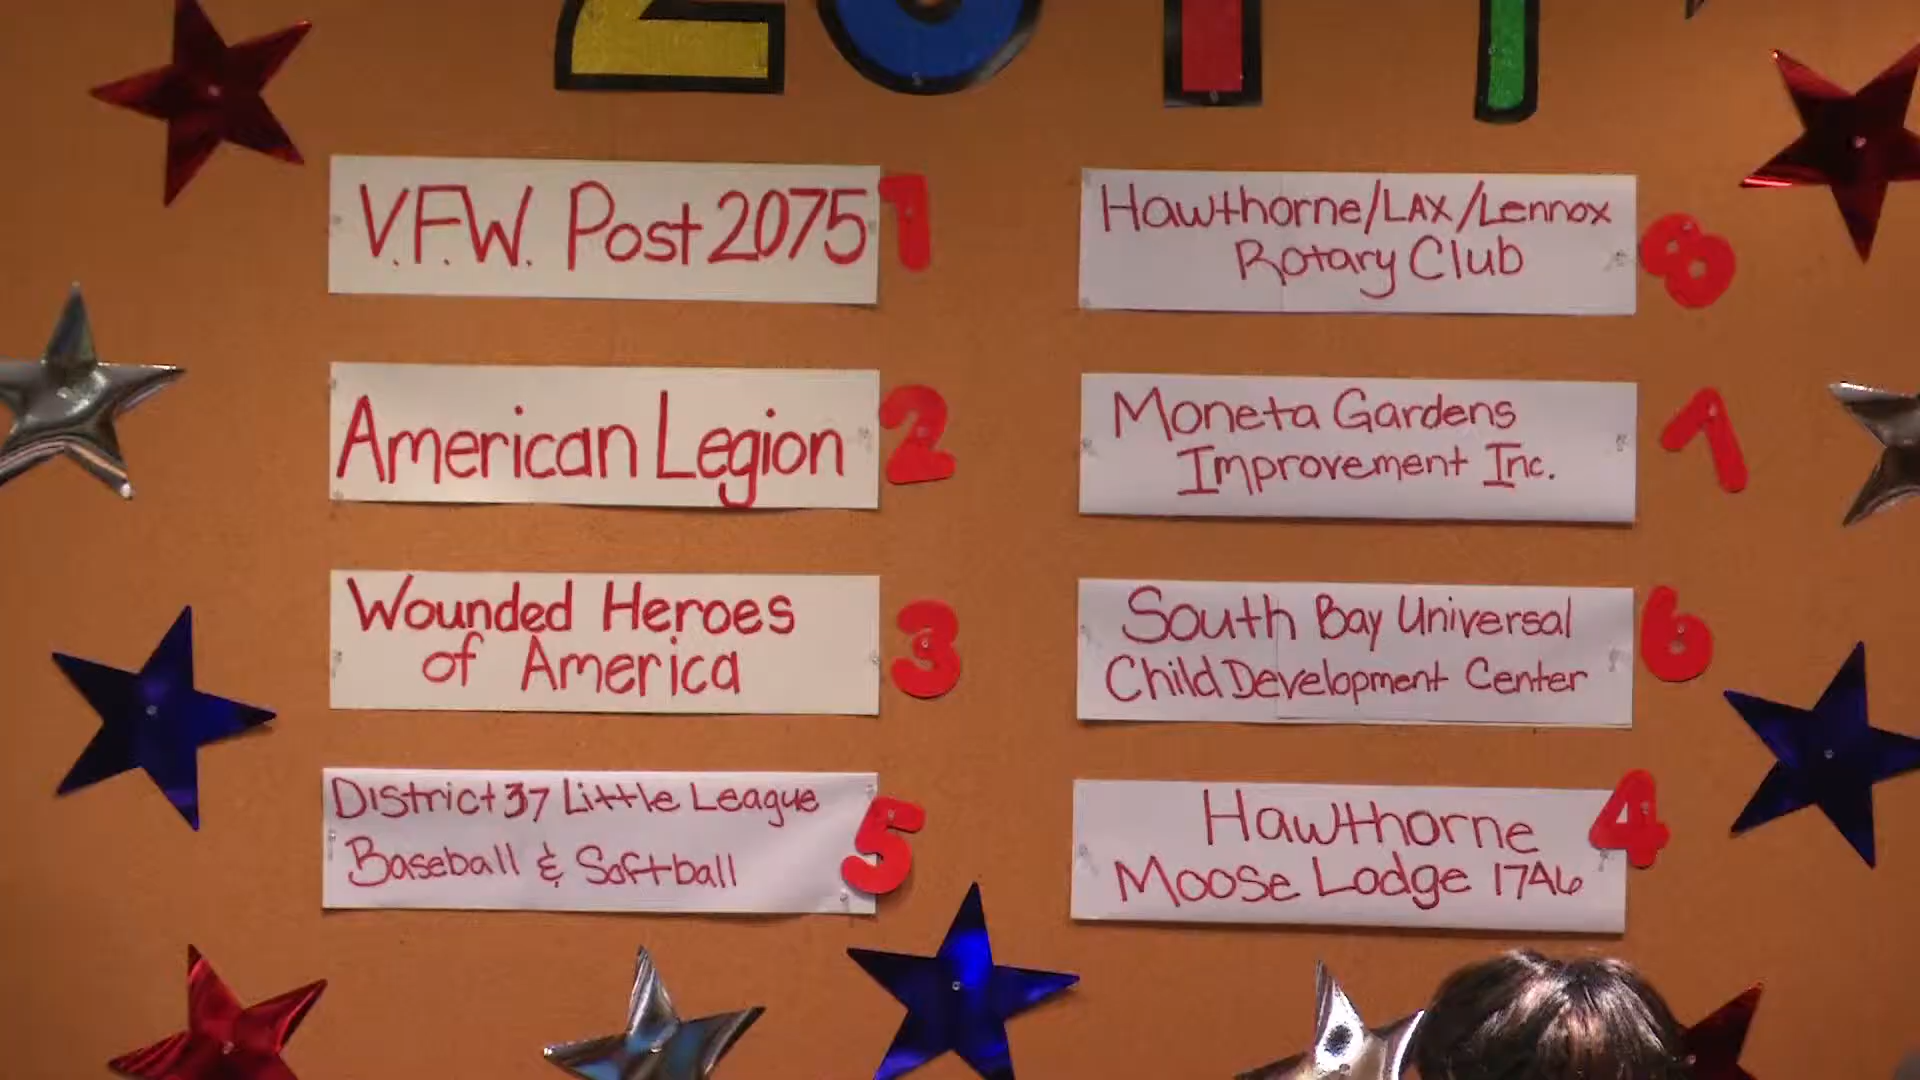 V.F.W. Post 2075 1
American Legion 2
Wounded Heroes
of America 3
District 37 Little League
Baseball & Softball 5
Hawthorne/LAX/Lennox
Rotary Club 8
Moneta Gardens
Improvement Inc.
South Bay Universal
Child Development Center 6
Hawthorne
Moose Lodge 1746 4